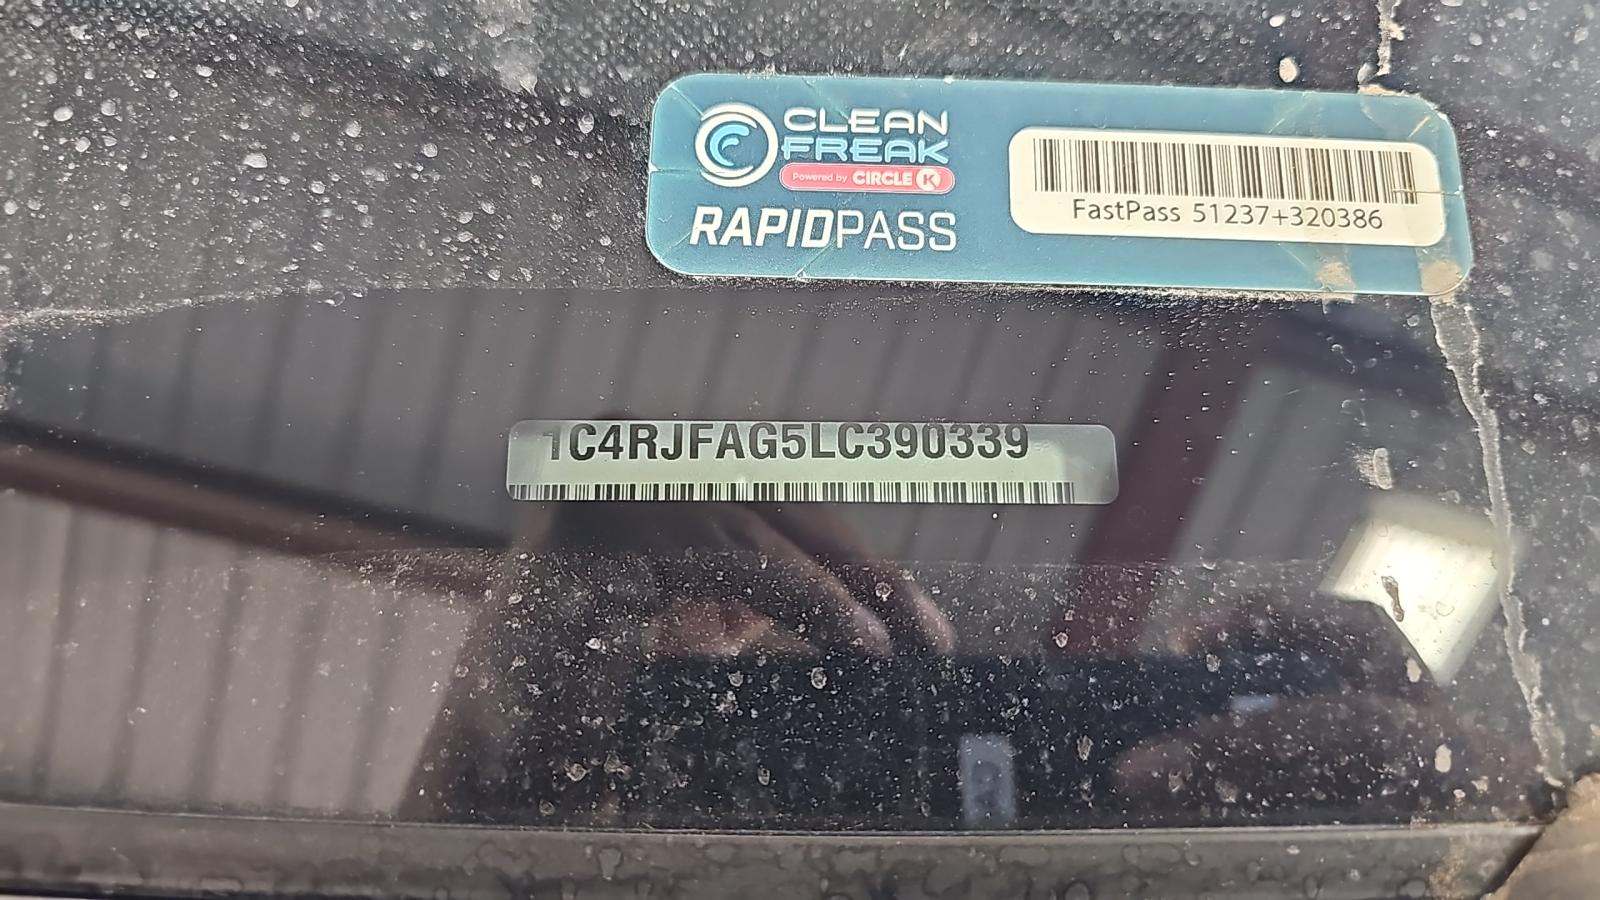 CLEAN
FREAK
Powered by CIRCLE K
RAPIDPASS
FastPass 51237+320386
1C4RJFAG5LC390339